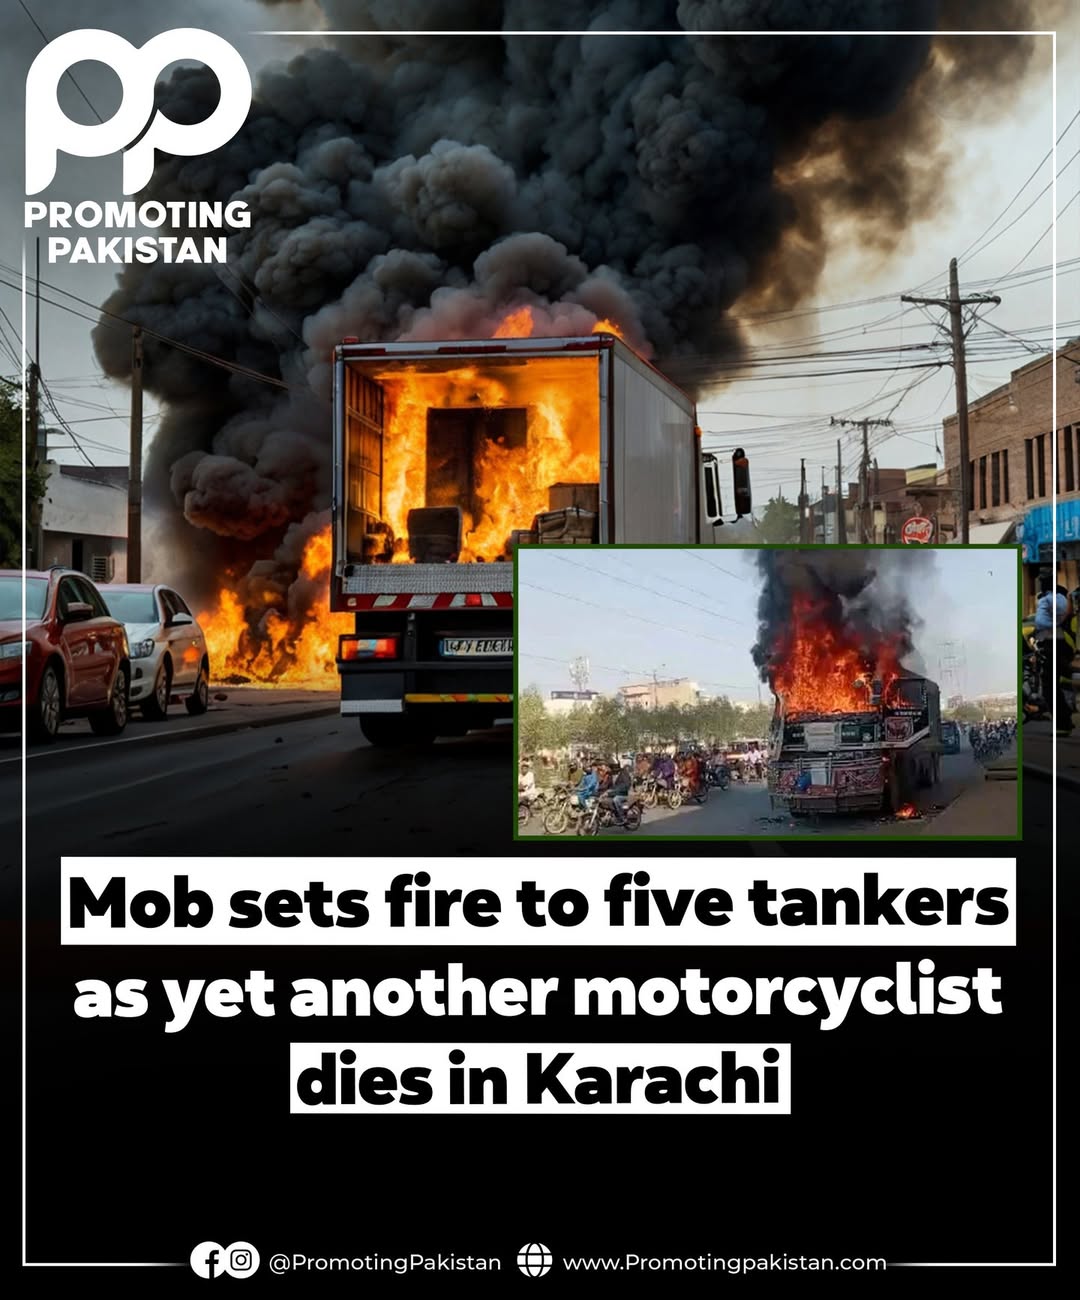 PROMOTING
PAKISTAN
Mob sets fire to five tankers
as yet another motorcyclist
dies in Karachi
@PromotingPakistan www.Promotingpakistan.com